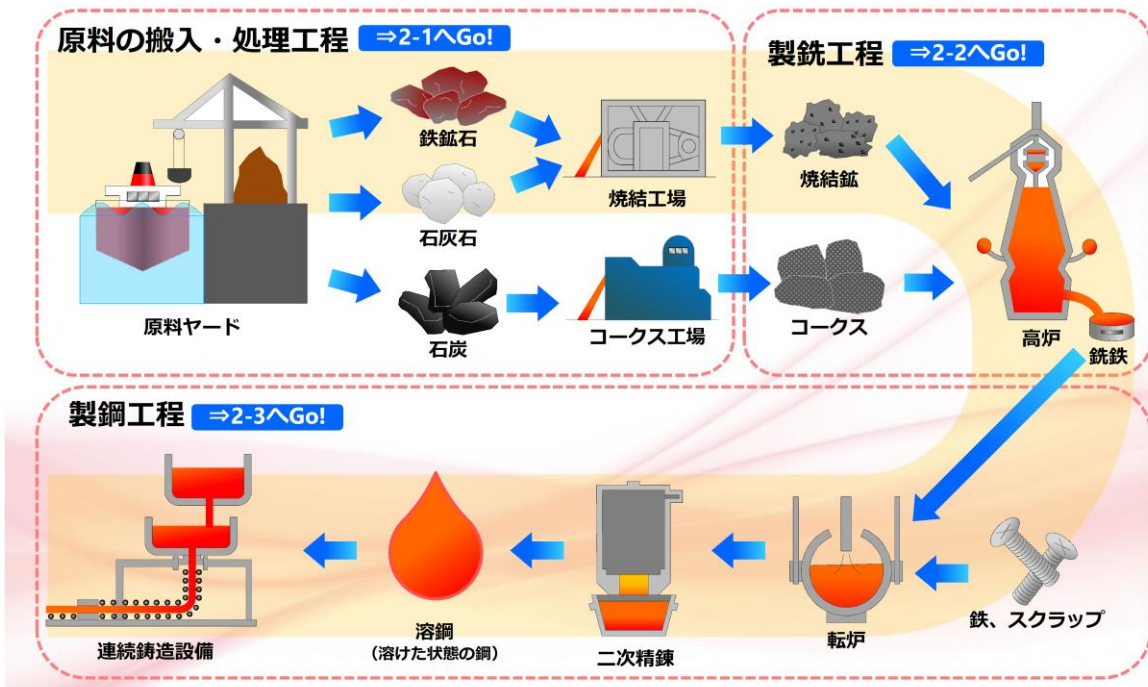 原料の搬入・処理工程 ⇒2-1へGo!
製銑工程 ⇒2-2へGo!
鉄鉱石
焼結工場
焼結鉱
石灰石
原料ヤード
石炭
コークス工場
コークス
高炉
銑鉄
製鋼工程 ⇒2-3へGo!
連続鋳造設備
溶鋼
(溶けた状態の鋼)
二次精錬
転炉
鉄、スクラップ